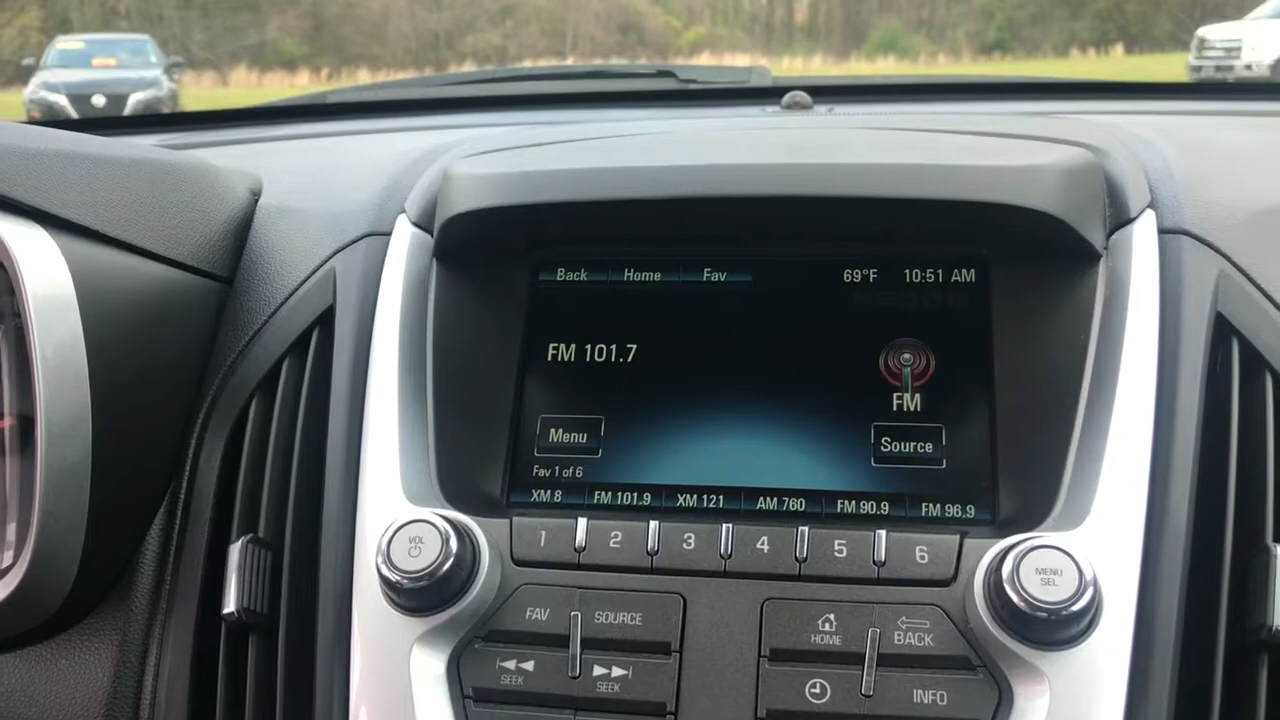 Back Home Fav 69°F 10:51 AM
FM 101.7
FM
Menu
Source
Fav 1 of 6
XM 8 FM 101.9 XM 121 AM 760 FM 90.9 FM 96.9
1 2 3 4 5 6
VOL
MENU
SEL
FAV SOURCE
HOME
BACK
SEEK
SEEK
INFO